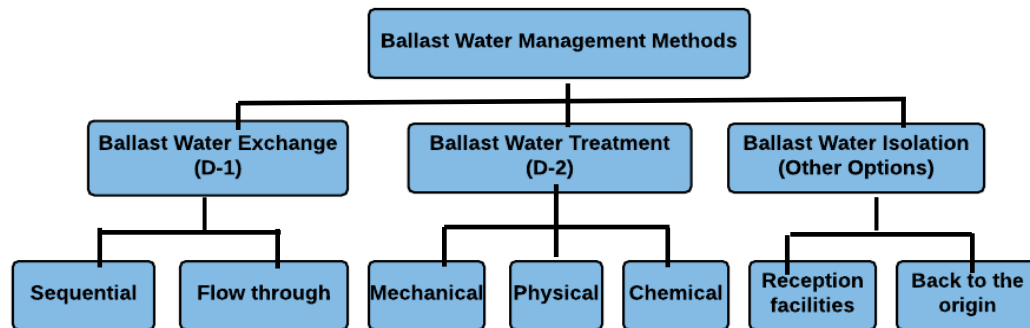 Ballast Water Management Methods
Ballast Water Exchange
(D-1)
Ballast Water Treatment
(D-2)
Ballast Water Isolation
(Other Options)
Sequential
Flow through
Mechanical
Physical
Chemical
Reception
facilities
Back to the
origin